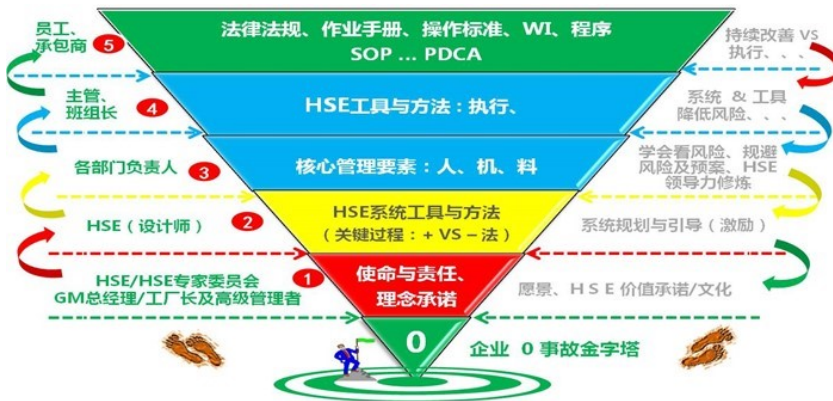 员工、
承包商
5
法律法规、作业手册、操作标准、WI、程序
SOP ... PDCA
持续改善 VS
执行、、、
主管、
班组长
4
HSE工具与方法：执行、
系统 & 工具
降低风险、、、
各部门负责人
3
核心管理要素：人、机、料
学会看风险、规避
风险及预案、HSE
领导力修炼
HSE（设计师）
2
HSE系统工具与方法
（关键过程：+ VS – 法）
系统规划与引导（激励）
HSE/HSE专家委员会
GM总经理/工厂长及高级管理者
1
使命与责任、
理念承诺
愿景、H S E 价值承诺/文化
0
企业 0 事故金字塔